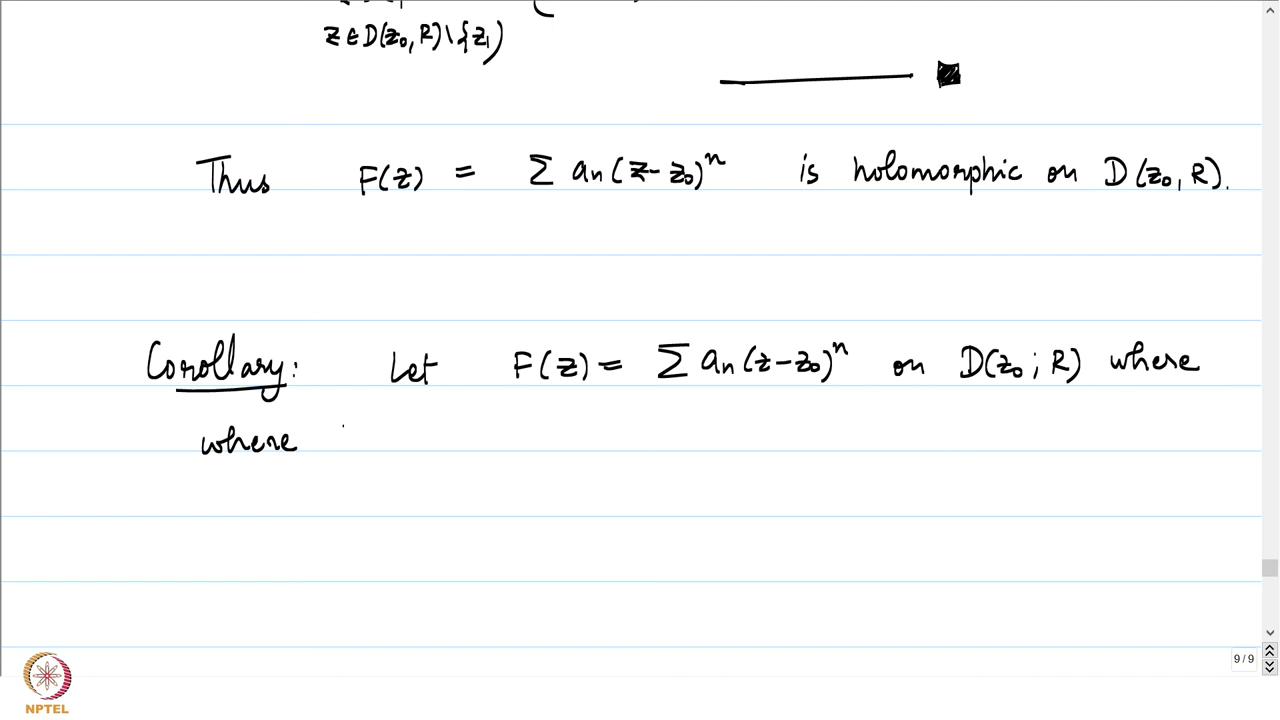 z ∈ D(z₀, R) \ {z₁}
Thus F(z) = Σ aₙ(z-z₀)ⁿ is holomorphic on D(z₀, R).
Corollary: Let F(z) = Σ aₙ(z-z₀)ⁿ on D(z₀; R) where
where
9 / 9
NPTEL